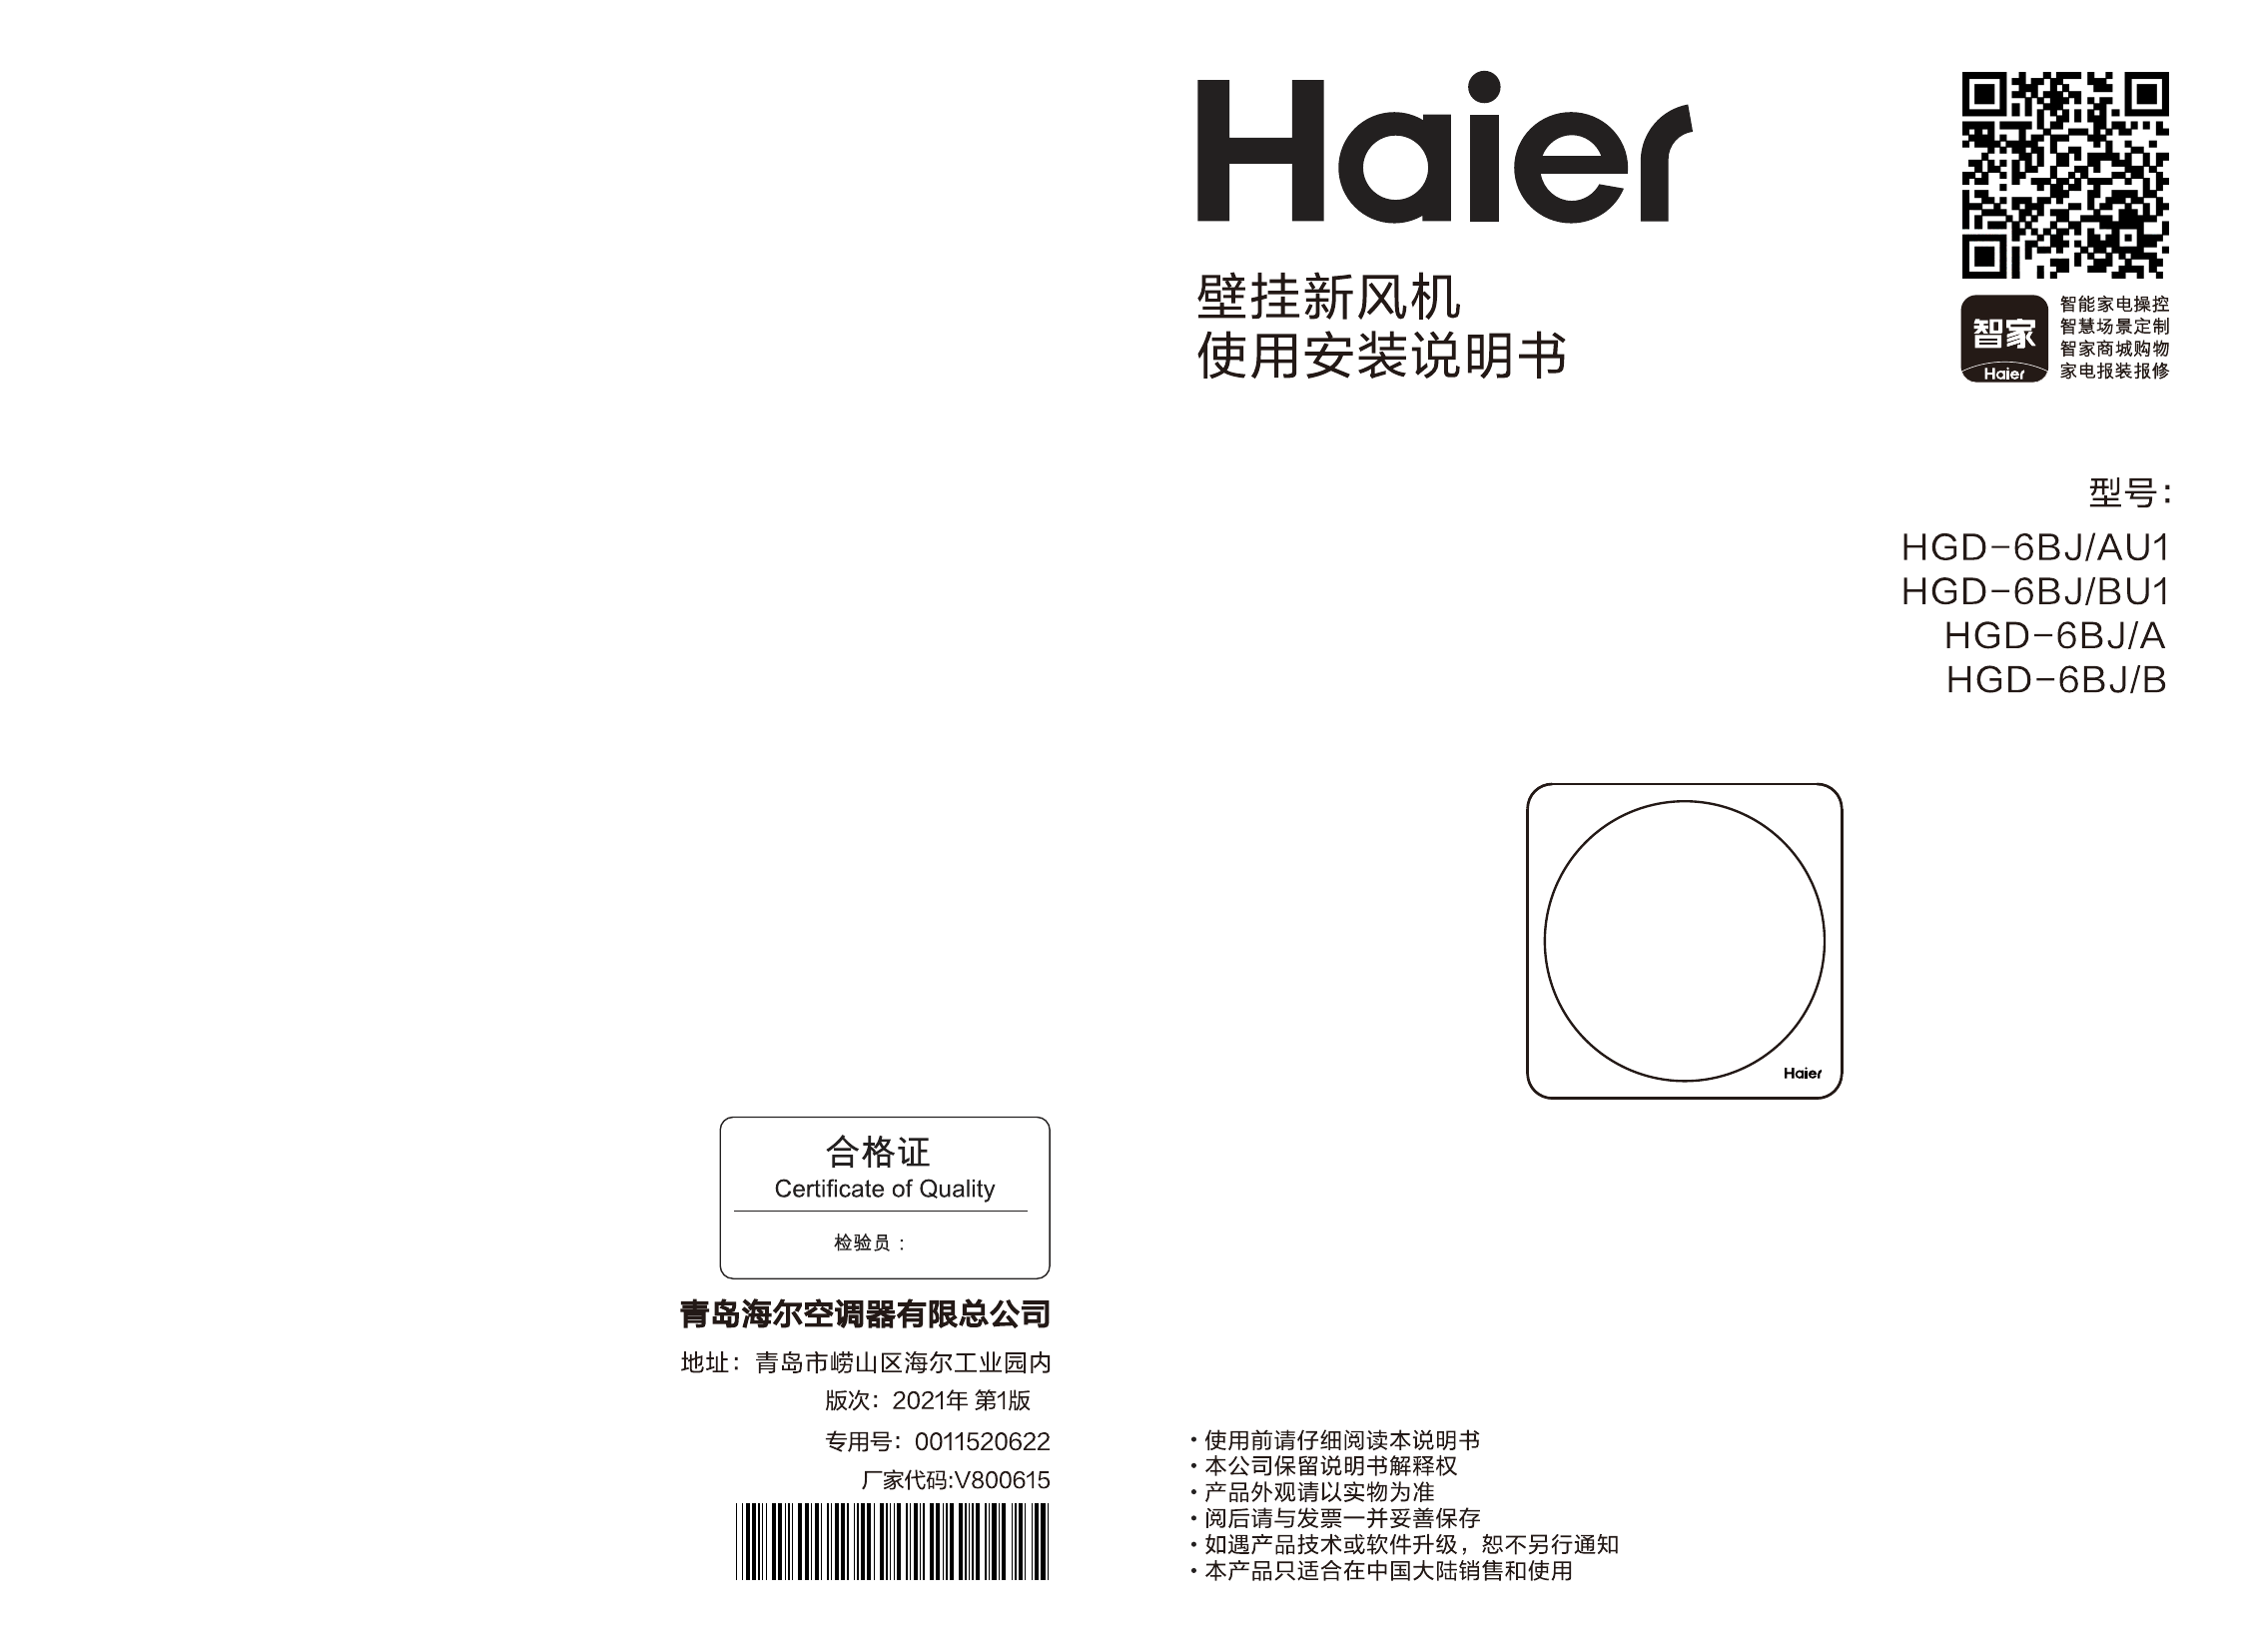 Haier
壁挂新风机
使用安装说明书
智家
Haier
智能家电操控
智慧场景定制
智家商城购物
家电报装报修
型号：
HGD-6BJ/AU1
HGD-6BJ/BU1
HGD-6BJ/A
HGD-6BJ/B
Haier
合格证
Certificate of Quality
检验员：
青岛海尔空调器有限总公司
地址：青岛市崂山区海尔工业园内
版次：2021年 第1版
专用号：0011520622
厂家代码:V800615
·使用前请仔细阅读本说明书
·本公司保留说明书解释权
·产品外观请以实物为准
·阅后请与发票一并妥善保存
·如遇产品技术或软件升级，恕不另行通知
·本产品只适合在中国大陆销售和使用